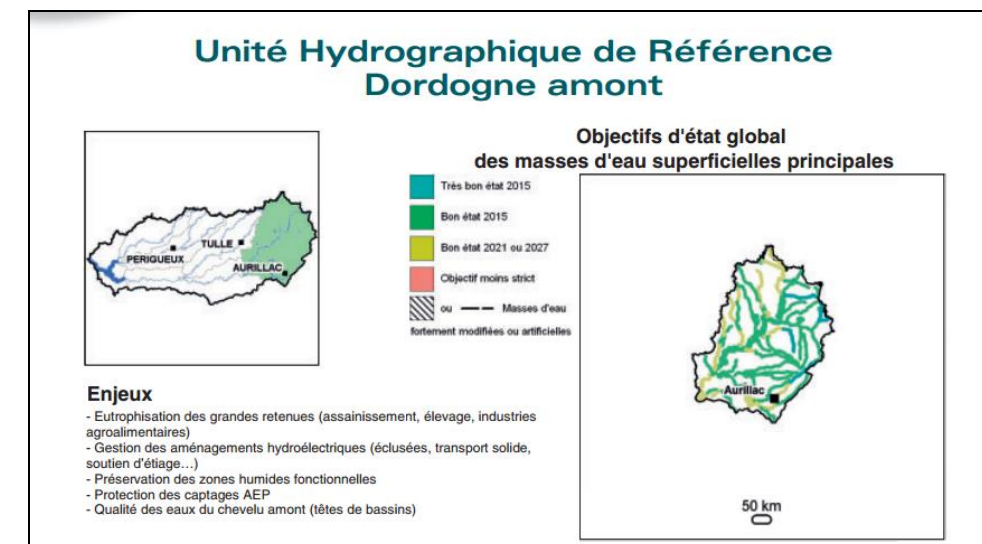 Unité Hydrographique de Référence
Dordogne amont
Objectifs d'état global
des masses d'eau superficielles principales
PERIGUEUX
TULLE
AURILLAC
Très bon état 2015
Bon état 2015
Bon état 2021 ou 2027
Objectif moins strict
ou Masses d'eau
fortement modifiées ou artificielles
Aurillac
50 km
Enjeux
- Eutrophisation des grandes retenues (assainissement, élevage, industries
agroalimentaires)
- Gestion des aménagements hydroélectriques (éclusées, transport solide,
soutien d'étiage…)
- Préservation des zones humides fonctionnelles
- Protection des captages AEP
- Qualité des eaux du chevelu amont (têtes de bassins)